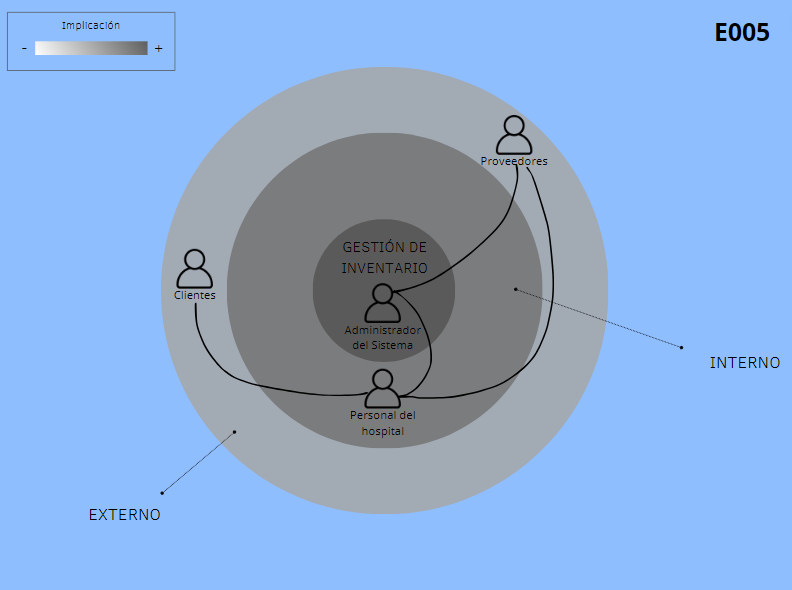 Implicación
- +
E005
Proveedores
GESTIÓN DE
INVENTARIO
Clientes
Administrador
del Sistema
INTERNO
Personal del
hospital
EXTERNO